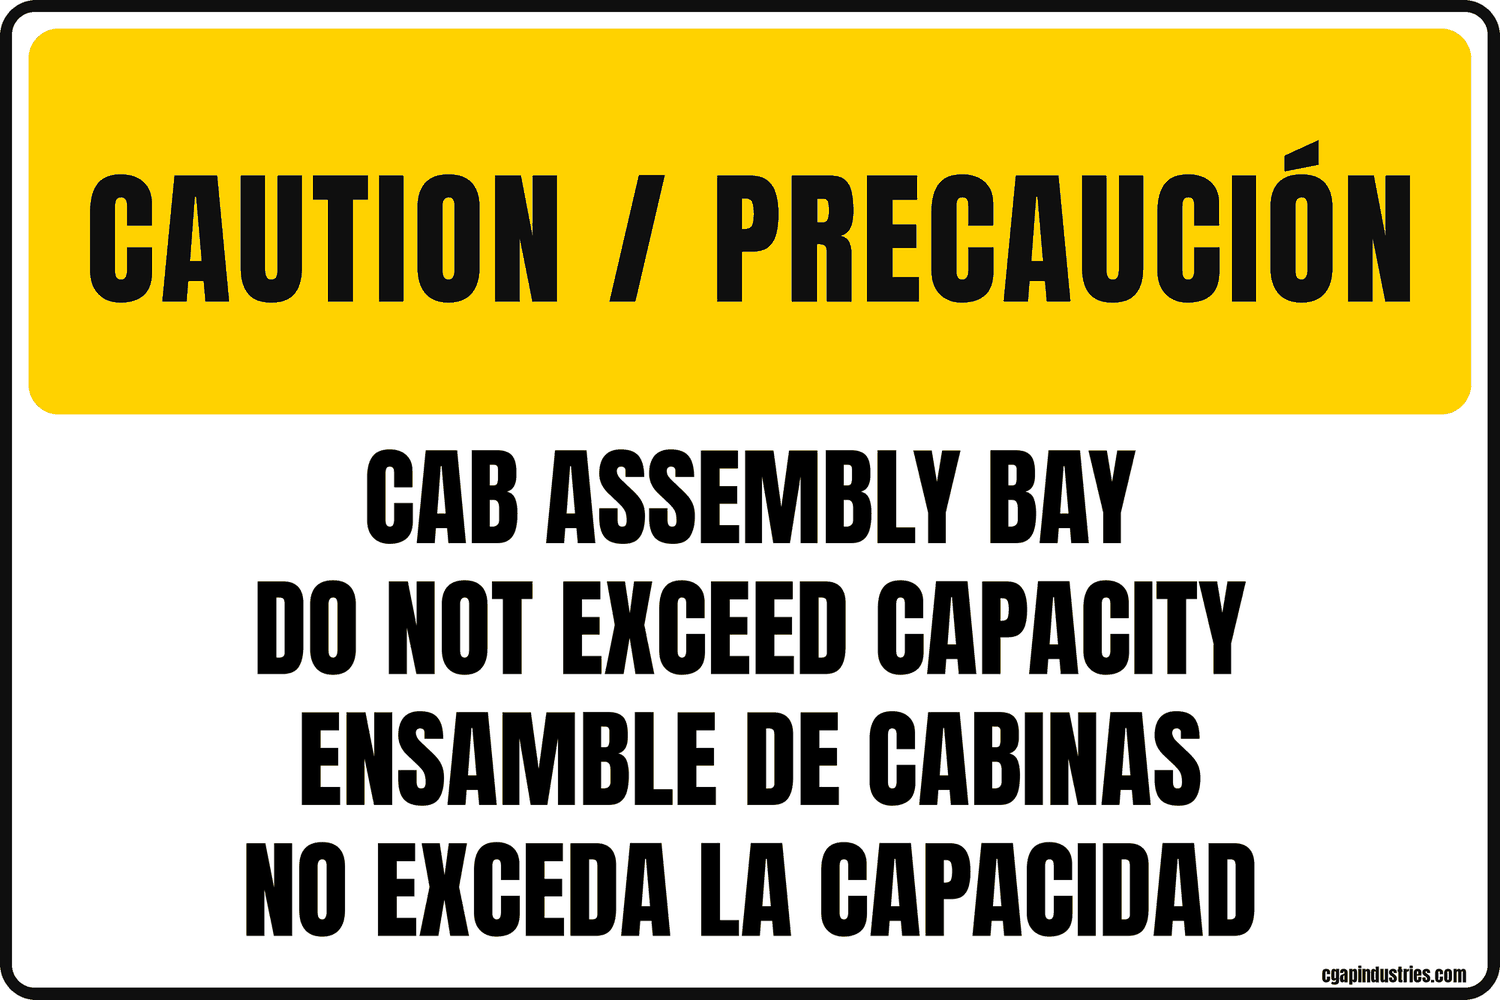 CAUTION / PRECAUCIÓN
CAB ASSEMBLY BAY
DO NOT EXCEED CAPACITY
ENSAMBLE DE CABINAS
NO EXCEDA LA CAPACIDAD
cgapindustries.com